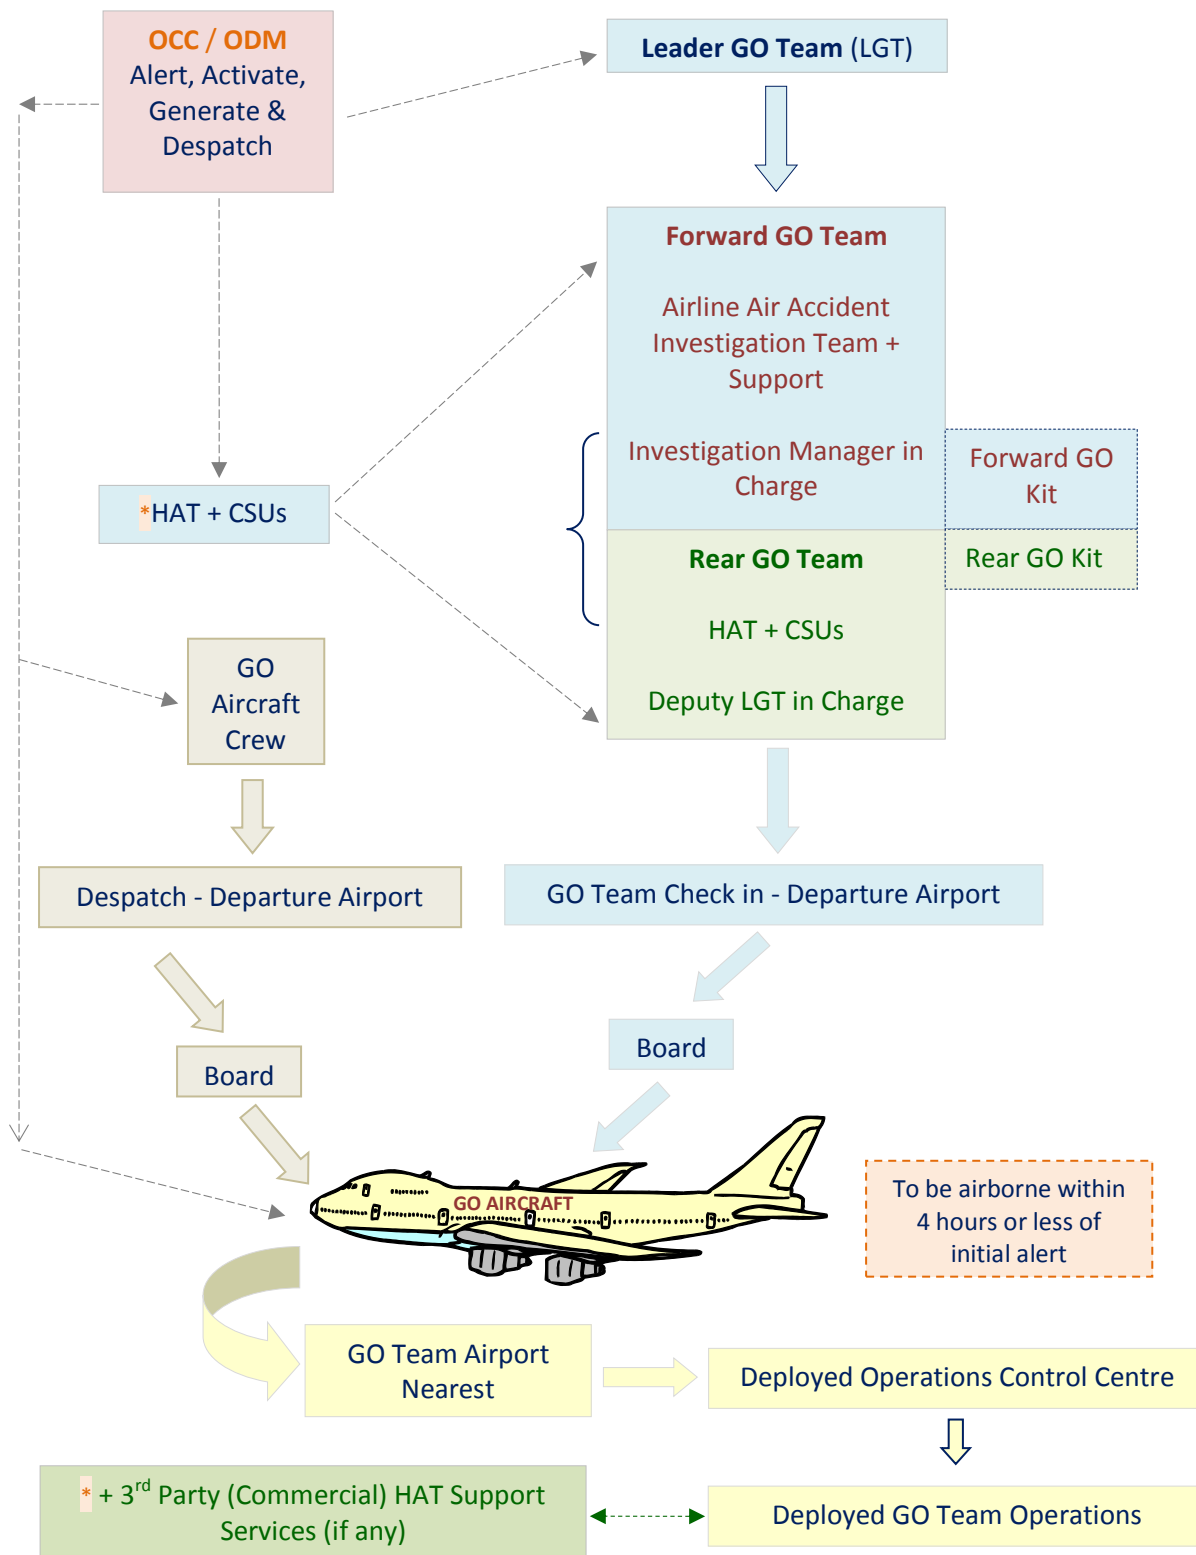 OCC / ODM
Alert, Activate,
Generate &
Despatch
Leader GO Team (LGT)
Forward GO Team
Airline Air Accident
Investigation Team +
Support
Investigation Manager in
Charge
Forward GO
Kit
*HAT + CSUs
Rear GO Team
Rear GO Kit
HAT + CSUs
Deputy LGT in Charge
GO
Aircraft
Crew
Despatch - Departure Airport
GO Team Check in - Departure Airport
Board
Board
GO AIRCRAFT
To be airborne within
4 hours or less of
initial alert
GO Team Airport
Nearest
Deployed Operations Control Centre
* + 3rd Party (Commercial) HAT Support
Services (if any)
Deployed GO Team Operations